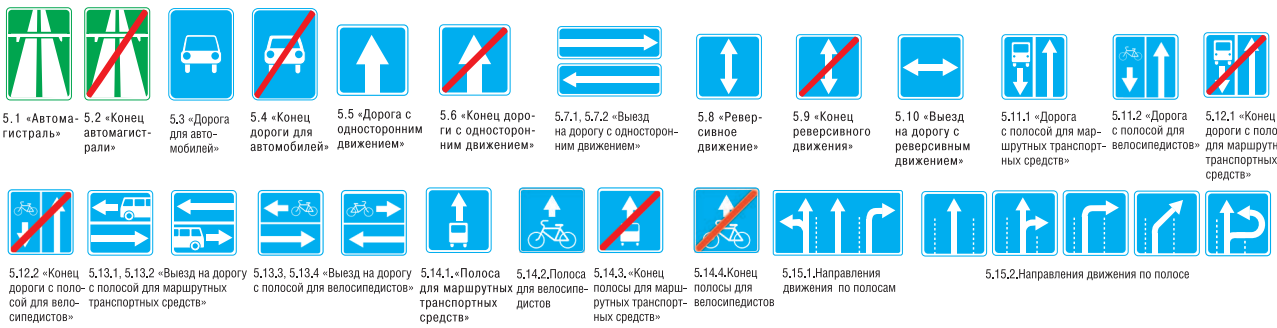 5.1 «Автома-
гистраль»
5.2 «Конец
автомагист-
рали»
5.3 «Дорога
для авто-
мобилей»
5.4 «Конец
дороги для
автомобилей»
5.5 «Дорога с
односторонним
движением»
5.6 «Конец доро-
ги с односторон-
ним движением»
5.7.1, 5.7.2 «Выезд
на дорогу с односторон-
ним движением»
5.8 «Ревер-
сивное
движение»
5.9 «Конец
реверсивного
движения»
5.10 «Выезд
на дорогу с
реверсивным
движением»
5.11.1 «Дорога
с полосой для мар-
шрутных транспорт-
ных средств»
5.11.2 «Дорога
с полосой для
велосипедистов»
5.12.1 «Конец
дороги с поло
для маршрутн
транспортных
средств»
5.12.2 «Конец
дороги с поло-
сой для вело-
сипедистов»
5.13.1, 5.13.2 «Выезд на дорогу
с полосой для маршрутных
транспортных средств»
5.13.3, 5.13.4 «Выезд на дорогу
с полосой для велосипедистов»
5.14.1.«Полоса
для маршрутных
транспортных
средств»
5.14.2.Полоса
для велосипе-
дистов
5.14.3.«Конец
полосы для марш-
рутных транспорт-
ных средств»
5.14.4.Конец
полосы для
велосипедистов
5.15.1.Направления
движения по полосам
5.15.2.Направления движения по полосе